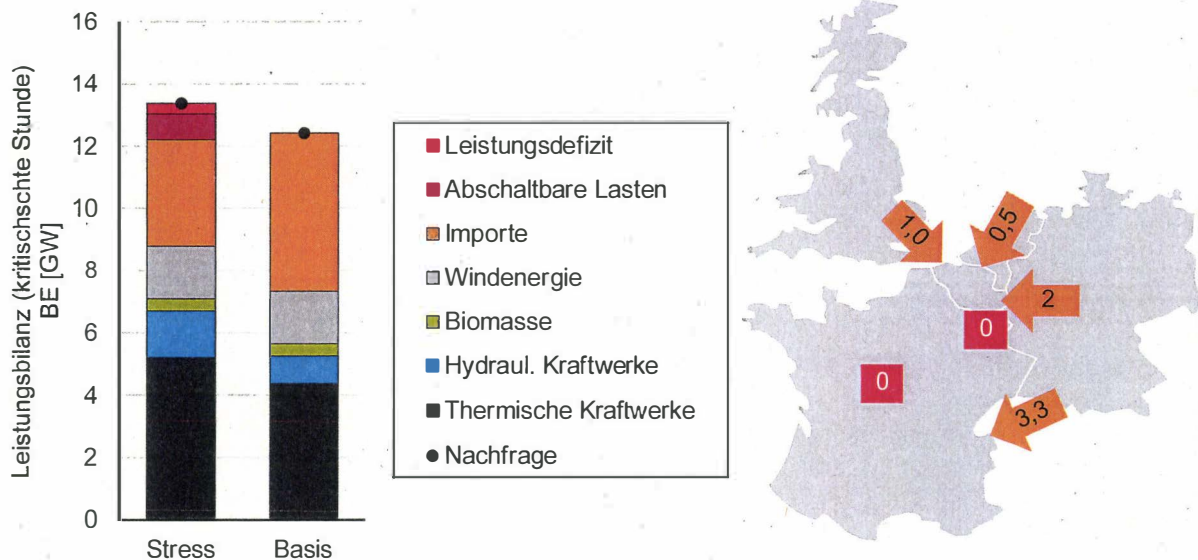 Leistungsbilanz (kritischschte Stunde)
BE [GW]
16
14
12
10
8
6
4
2
0
Stress
Basis
Leistungsdefizit
Abschaltbare Lasten
Importe
Windenergie
Biomasse
Hydraul. Kraftwerke
Thermische Kraftwerke
Nachfrage
1,0
0,5
2
0
0
3,3